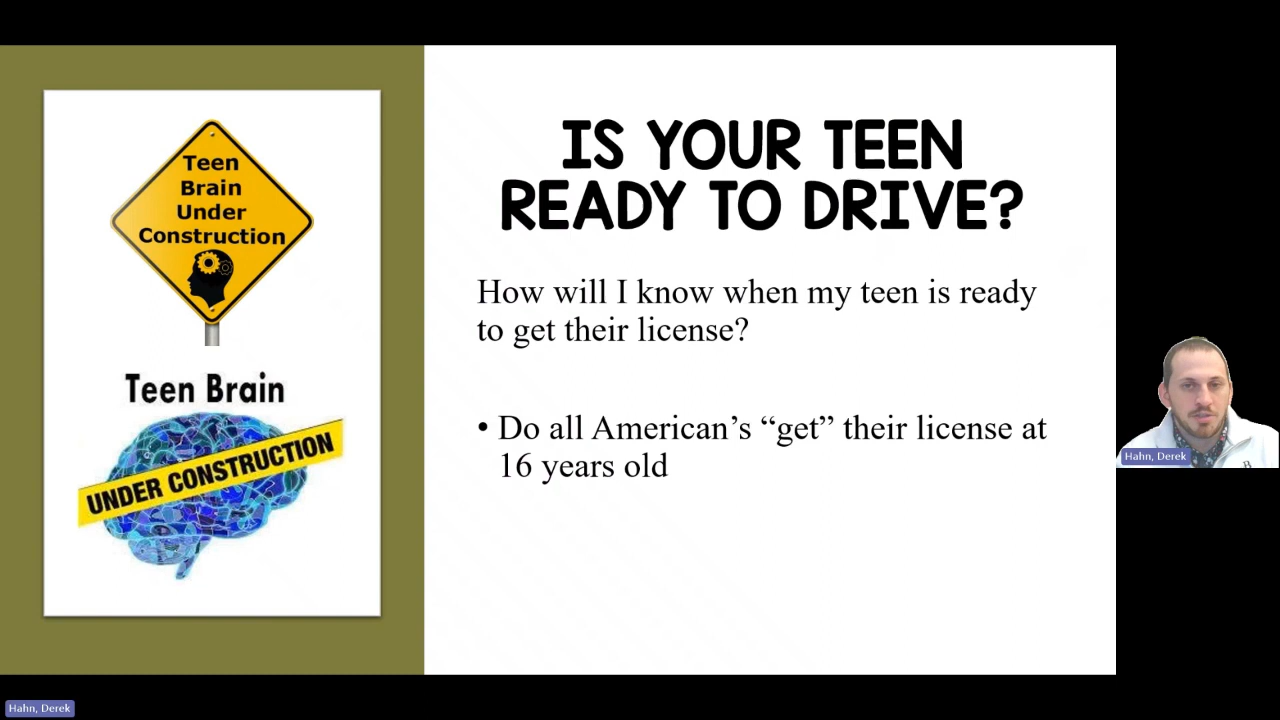 Teen
Brain
Under
Construction
Teen Brain
UNDER CONSTRUCTION
IS YOUR TEEN
READY TO DRIVE?
How will I know when my teen is ready
to get their license?
• Do all American’s “get” their license at
16 years old
Hahn, Derek
Hahn, Derek